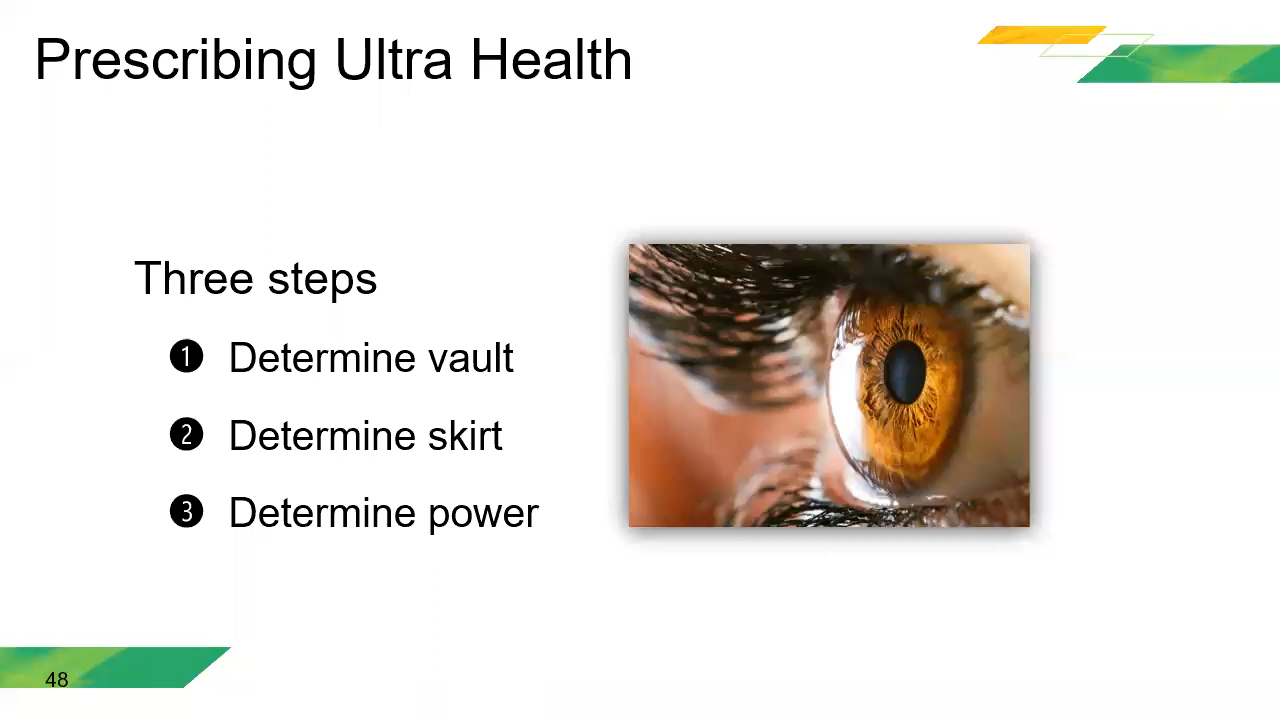 Prescribing Ultra Health
Three steps
❶ Determine vault
❷ Determine skirt
❸ Determine power
48